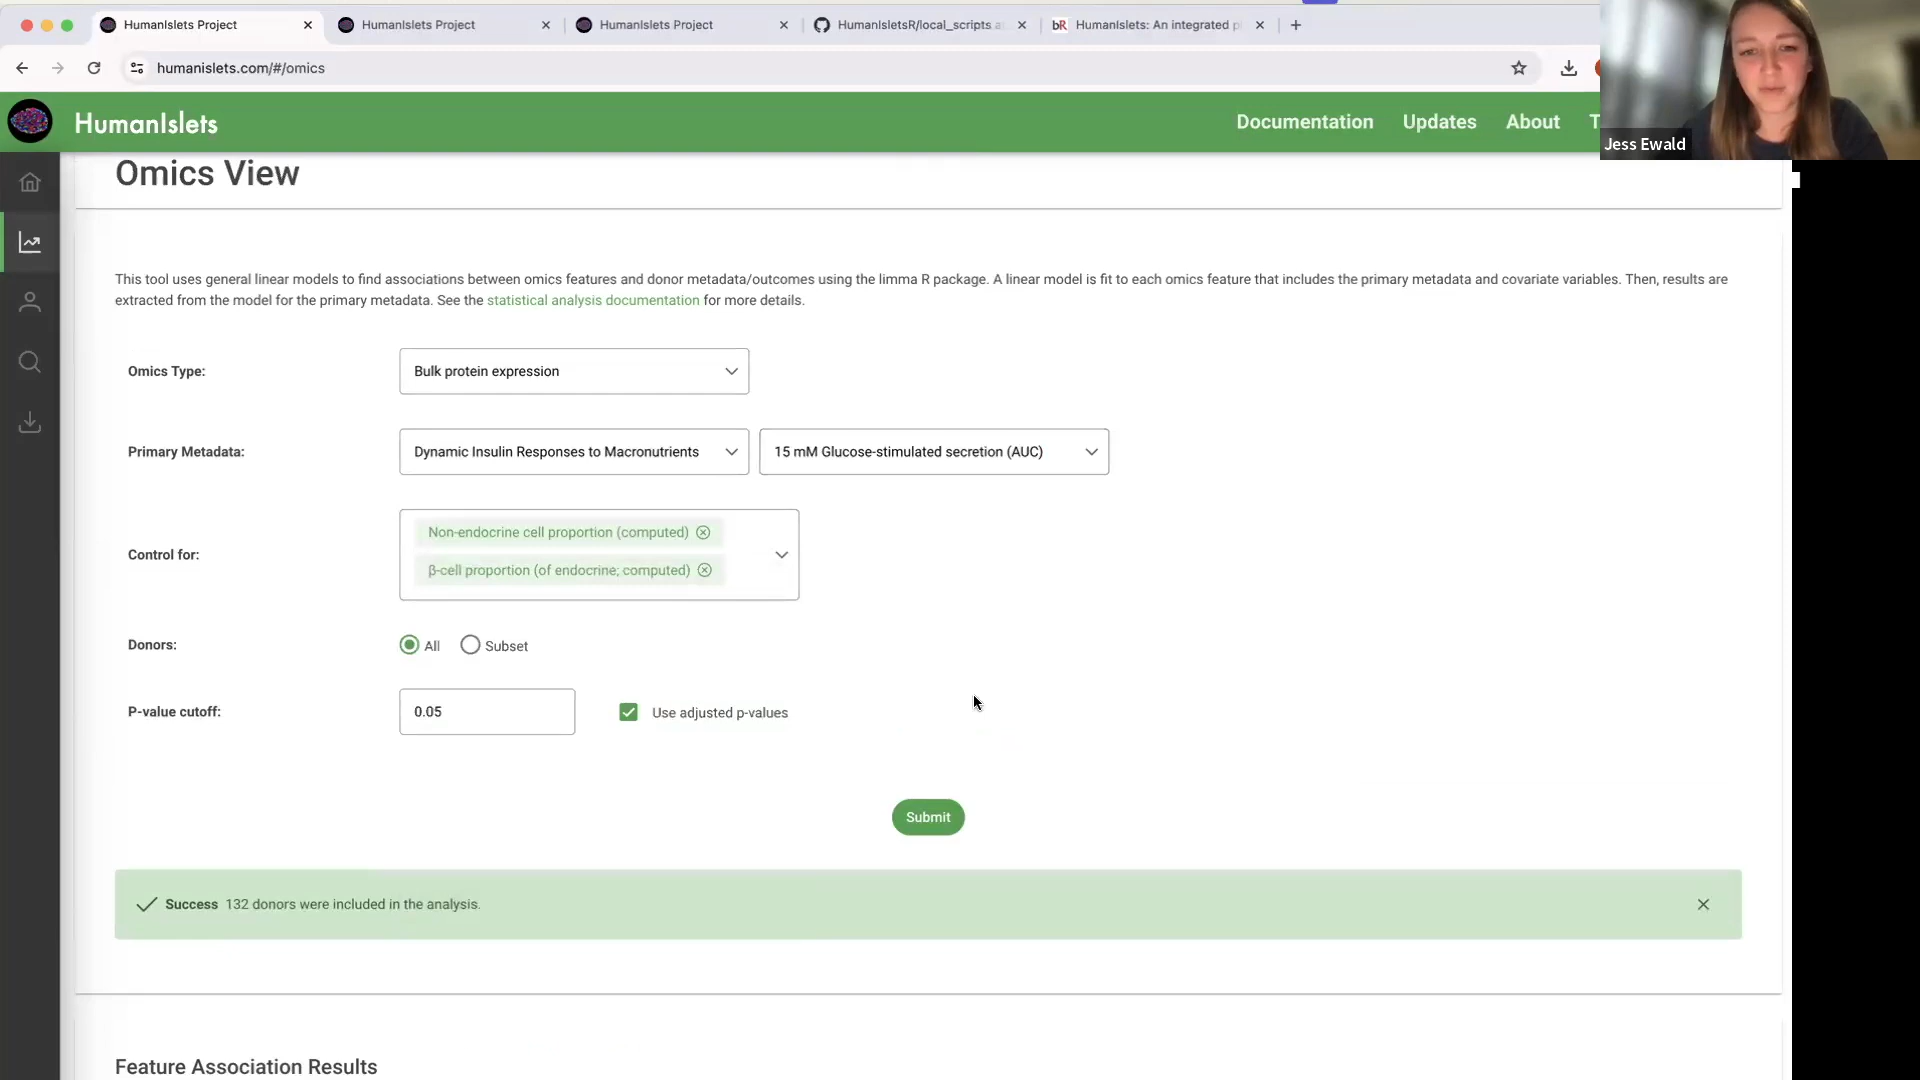 HumanIslets Project
HumanIslets Project
HumanIslets Project
HumanIsletsR/local_scripts a
bR HumanIslets: An integrated p
humanislets.com/#/omics
HumanIslets
Documentation
Updates
About
T
Jess Ewald
Omics View
This tool uses general linear models to find associations between omics features and donor metadata/outcomes using the limma R package. A linear model is fit to each omics feature that includes the primary metadata and covariate variables. Then, results are
extracted from the model for the primary metadata. See the statistical analysis documentation for more details.
Omics Type:
Bulk protein expression
Primary Metadata:
Dynamic Insulin Responses to Macronutrients
15 mM Glucose-stimulated secretion (AUC)
Control for:
Non-endocrine cell proportion (computed)
β-cell proportion (of endocrine; computed)
Donors:
All
Subset
P-value cutoff:
0.05
Use adjusted p-values
Submit
Success 132 donors were included in the analysis.
Feature Association Results